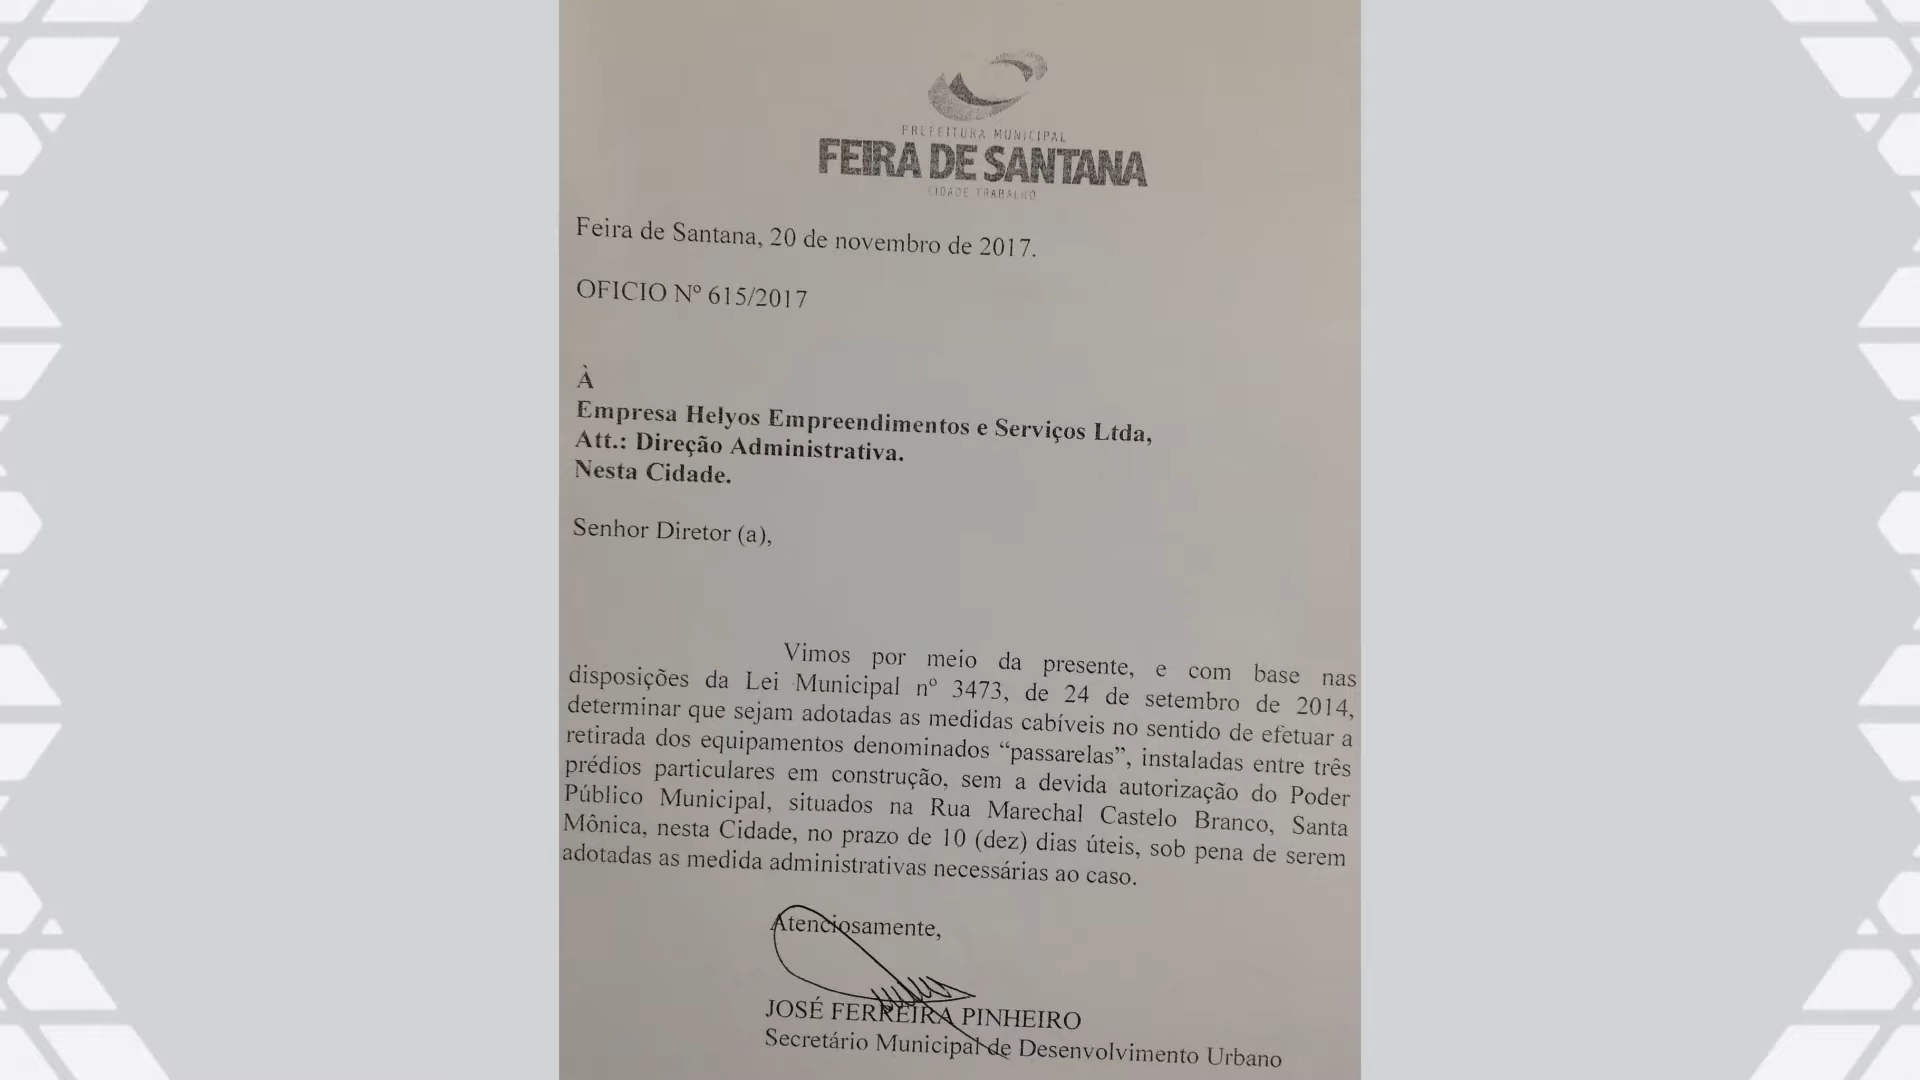 PREFEITURA MUNICIPAL
FEIRA DE SANTANA
CIDADE TRABALHO
Feira de Santana, 20 de novembro de 2017.
OFICIO Nº 615/2017
À
Empresa Helyos Empreendimentos e Serviços Ltda,
Att.: Direção Administrativa.
Nesta Cidade.
Senhor Diretor (a),
Vimos por meio da presente, e com base nas
disposições da Lei Municipal nº 3473, de 24 de setembro de 2014,
determinar que sejam adotadas as medidas cabíveis no sentido de efetuar a
retirada dos equipamentos denominados “passarelas”, instaladas entre três
prédios particulares em construção, sem a devida autorização do Poder
Público Municipal, situados na Rua Marechal Castelo Branco, Santa
Mônica, nesta Cidade, no prazo de 10 (dez) dias úteis, sob pena de serem
adotadas as medida administrativas necessárias ao caso.
Atenciosamente,
JOSÉ FERREIRA PINHEIRO
Secretário Municipal de Desenvolvimento Urbano